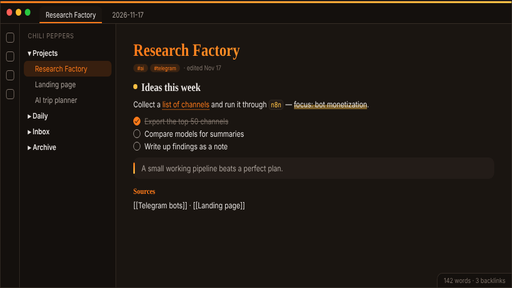 Research Factory
2026-11-17
CHILI PEPPERS
Projects
Research Factory
Landing page
AI trip planner
Daily
Inbox
Archive
Research Factory
#ai #telegram · edited Nov 17
Ideas this week
Collect a list of channels and run it through n8n — focus: bot monetization.
Export the top 50 channels
Compare models for summaries
Write up findings as a note
A small working pipeline beats a perfect plan.
Sources
[[Telegram bots]] · [[Landing page]]
142 words · 3 backlinks